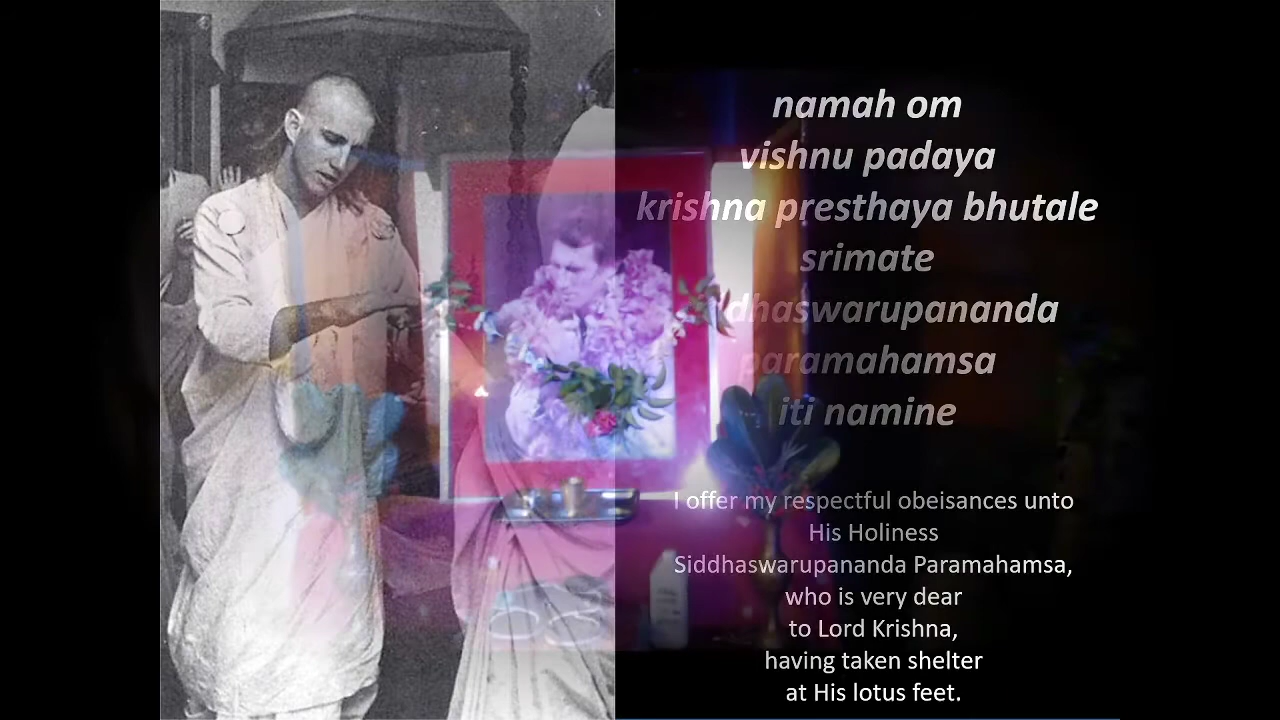 namah om
vishnu padaya
krishna presthaya bhutale
srimate
dhaswarupananda
paramahamsa
iti namine
I offer my respectful obeisances unto
His Holiness
Siddhaswarupananda Paramahamsa,
who is very dear
to Lord Krishna,
having taken shelter
at His lotus feet.